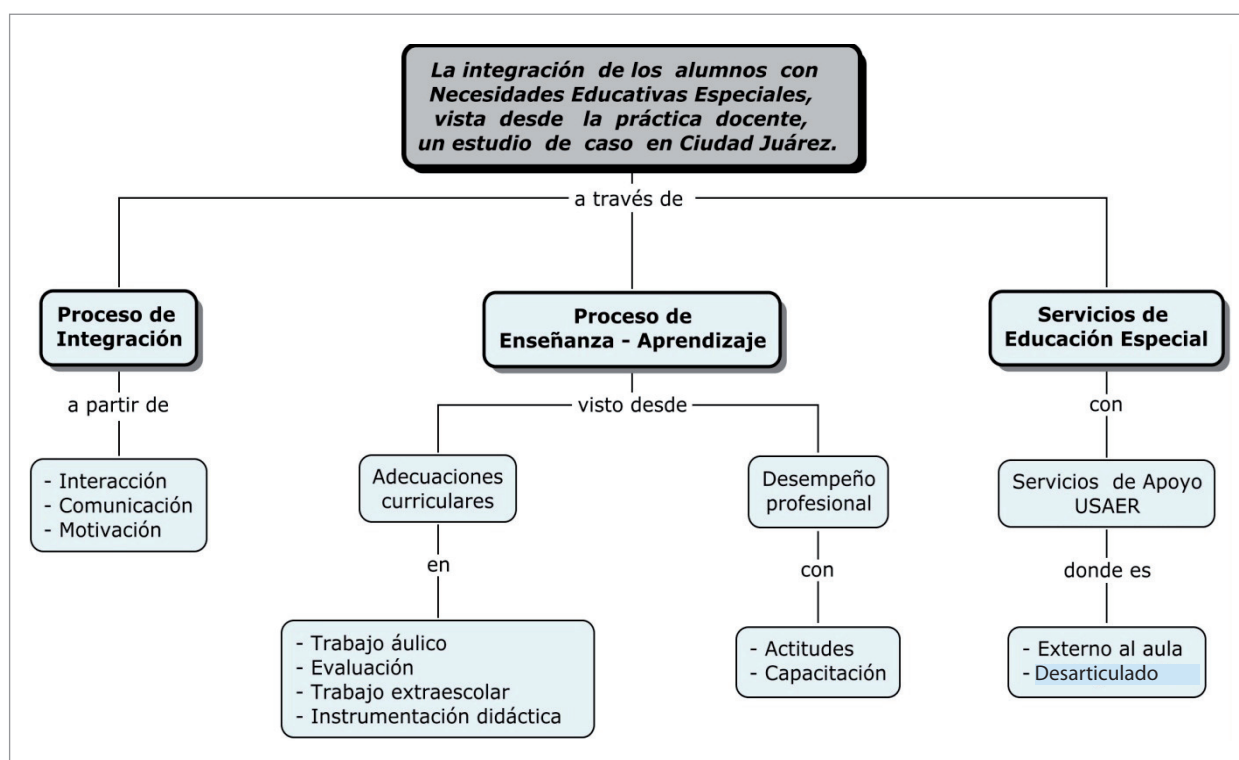 La integración de los alumnos con
Necesidades Educativas Especiales,
vista desde la práctica docente,
un estudio de caso en Ciudad Juárez.
a través de
Proceso de
Integración
a partir de
- Interacción
- Comunicación
- Motivación
Proceso de
Enseñanza - Aprendizaje
visto desde
Adecuaciones
curriculares
en
- Trabajo áulico
- Evaluación
- Trabajo extraescolar
- Instrumentación didáctica
Desempeño
profesional
con
- Actitudes
- Capacitación
Servicios de
Educación Especial
con
Servicios de Apoyo
USAER
donde es
- Externo al aula
- Desarticulado